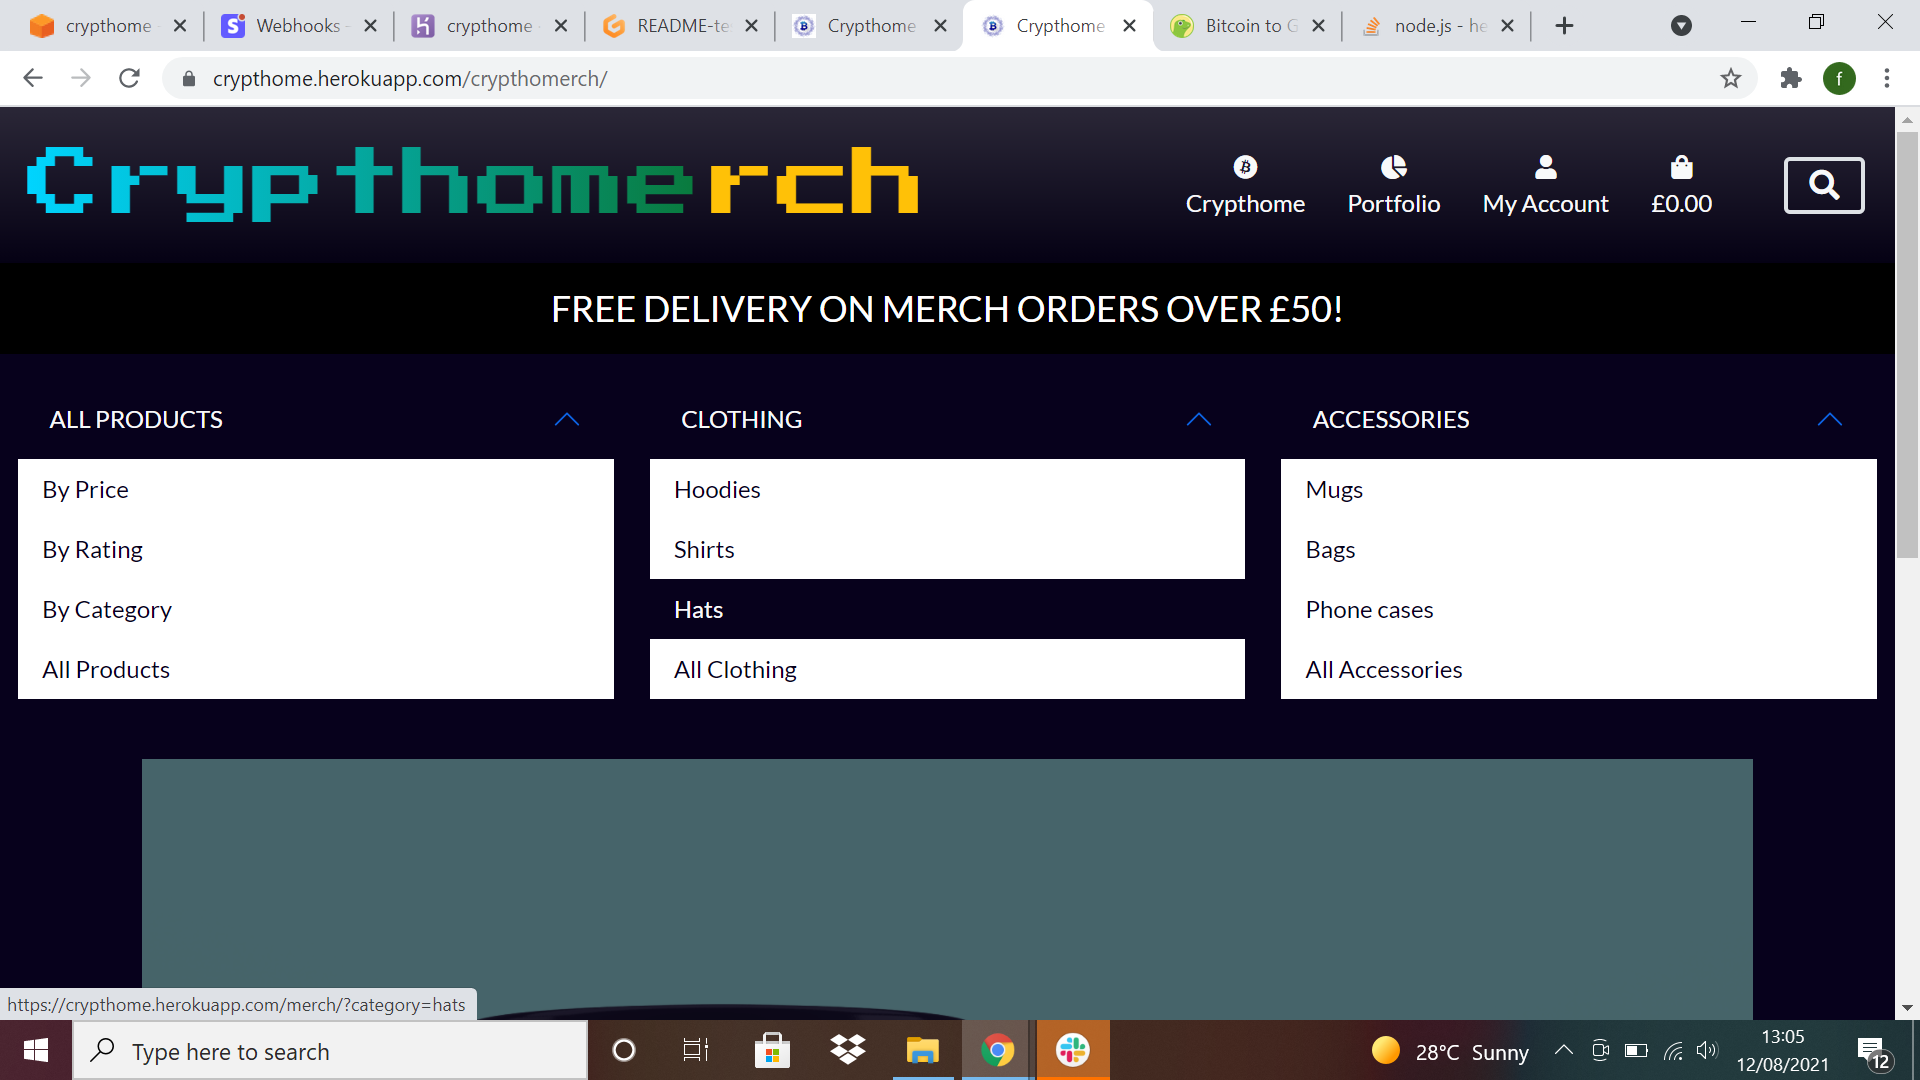 crypthome
Webhooks -
crypthome
README-te
Crypthome
Crypthome
Bitcoin to G
node.js - he
crypthome.herokuapp.com/crypthomerch/
f
Crypthomerch
Crypthome
Portfolio
My Account
£0.00
FREE DELIVERY ON MERCH ORDERS OVER £50!
ALL PRODUCTS
By Price
By Rating
By Category
All Products
CLOTHING
Hoodies
Shirts
Hats
All Clothing
ACCESSORIES
Mugs
Bags
Phone cases
All Accessories
https://crypthome.herokuapp.com/merch/?category=hats
Type here to search
28°C Sunny
13:05
12/08/2021
12